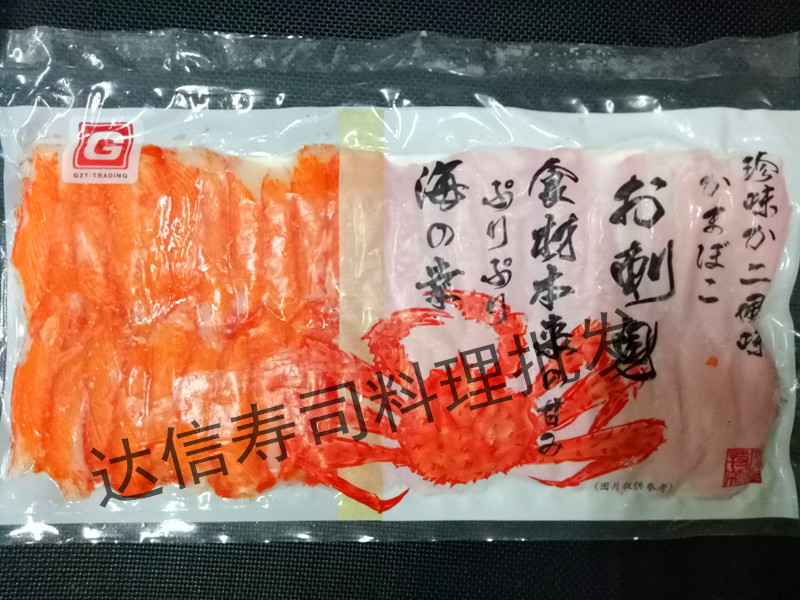 G
GZT-TRADING
珍味か二風味
かまぼこ
お刺身
食材本来の甘み
ぷりぷり
海の幸
达信寿司料理批发
(图片仅供参考)